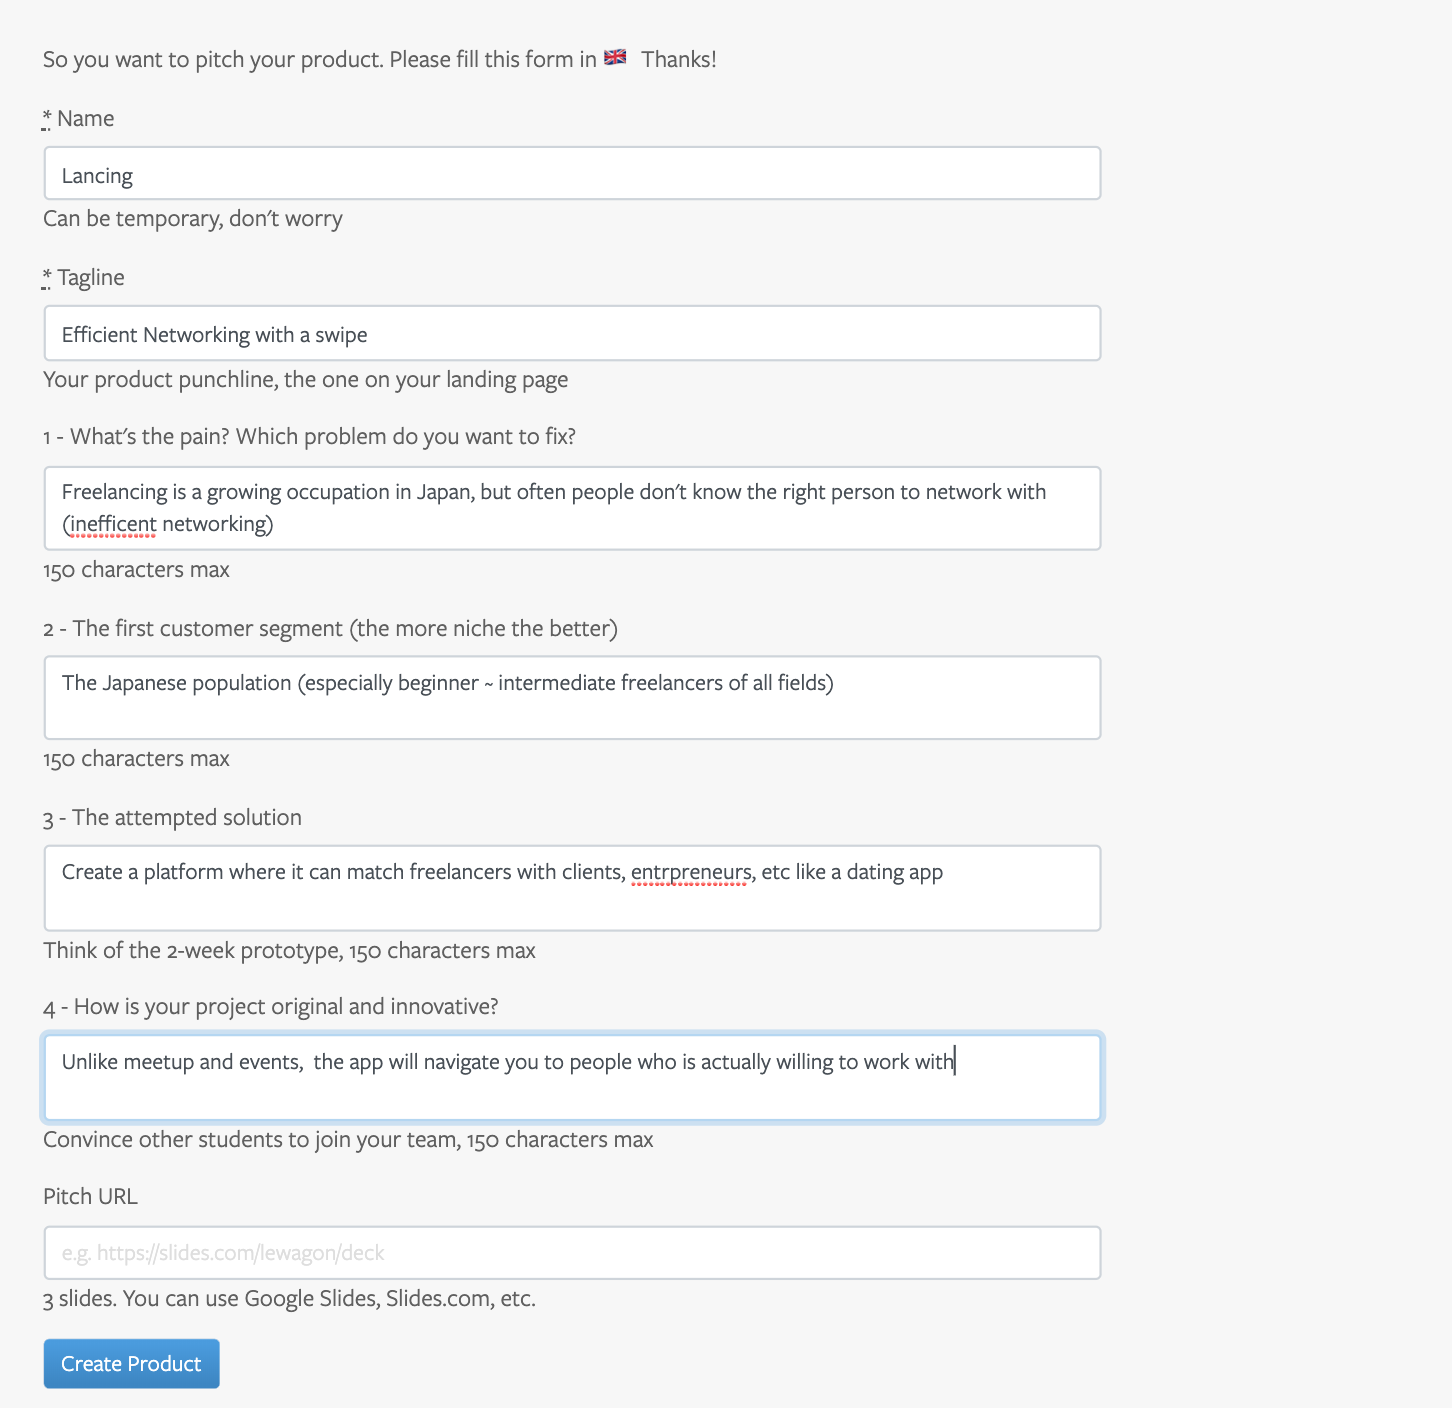 So you want to pitch your product. Please fill this form in 🇬🇧 Thanks!
* Name
Lancing
Can be temporary, don't worry
* Tagline
Efficient Networking with a swipe
Your product punchline, the one on your landing page
1 - What's the pain? Which problem do you want to fix?
Freelancing is a growing occupation in Japan, but often people don't know the right person to network with
(inefficent networking)
150 characters max
2 - The first customer segment (the more niche the better)
The Japanese population (especially beginner ~ intermediate freelancers of all fields)
150 characters max
3 - The attempted solution
Create a platform where it can match freelancers with clients, entrpreneurs, etc like a dating app
Think of the 2-week prototype, 150 characters max
4 - How is your project original and innovative?
Unlike meetup and events,  the app will navigate you to people who is actually willing to work with
Convince other students to join your team, 150 characters max
Pitch URL
e.g. https://slides.com/lewagon/deck
3 slides. You can use Google Slides, Slides.com, etc.
Create Product